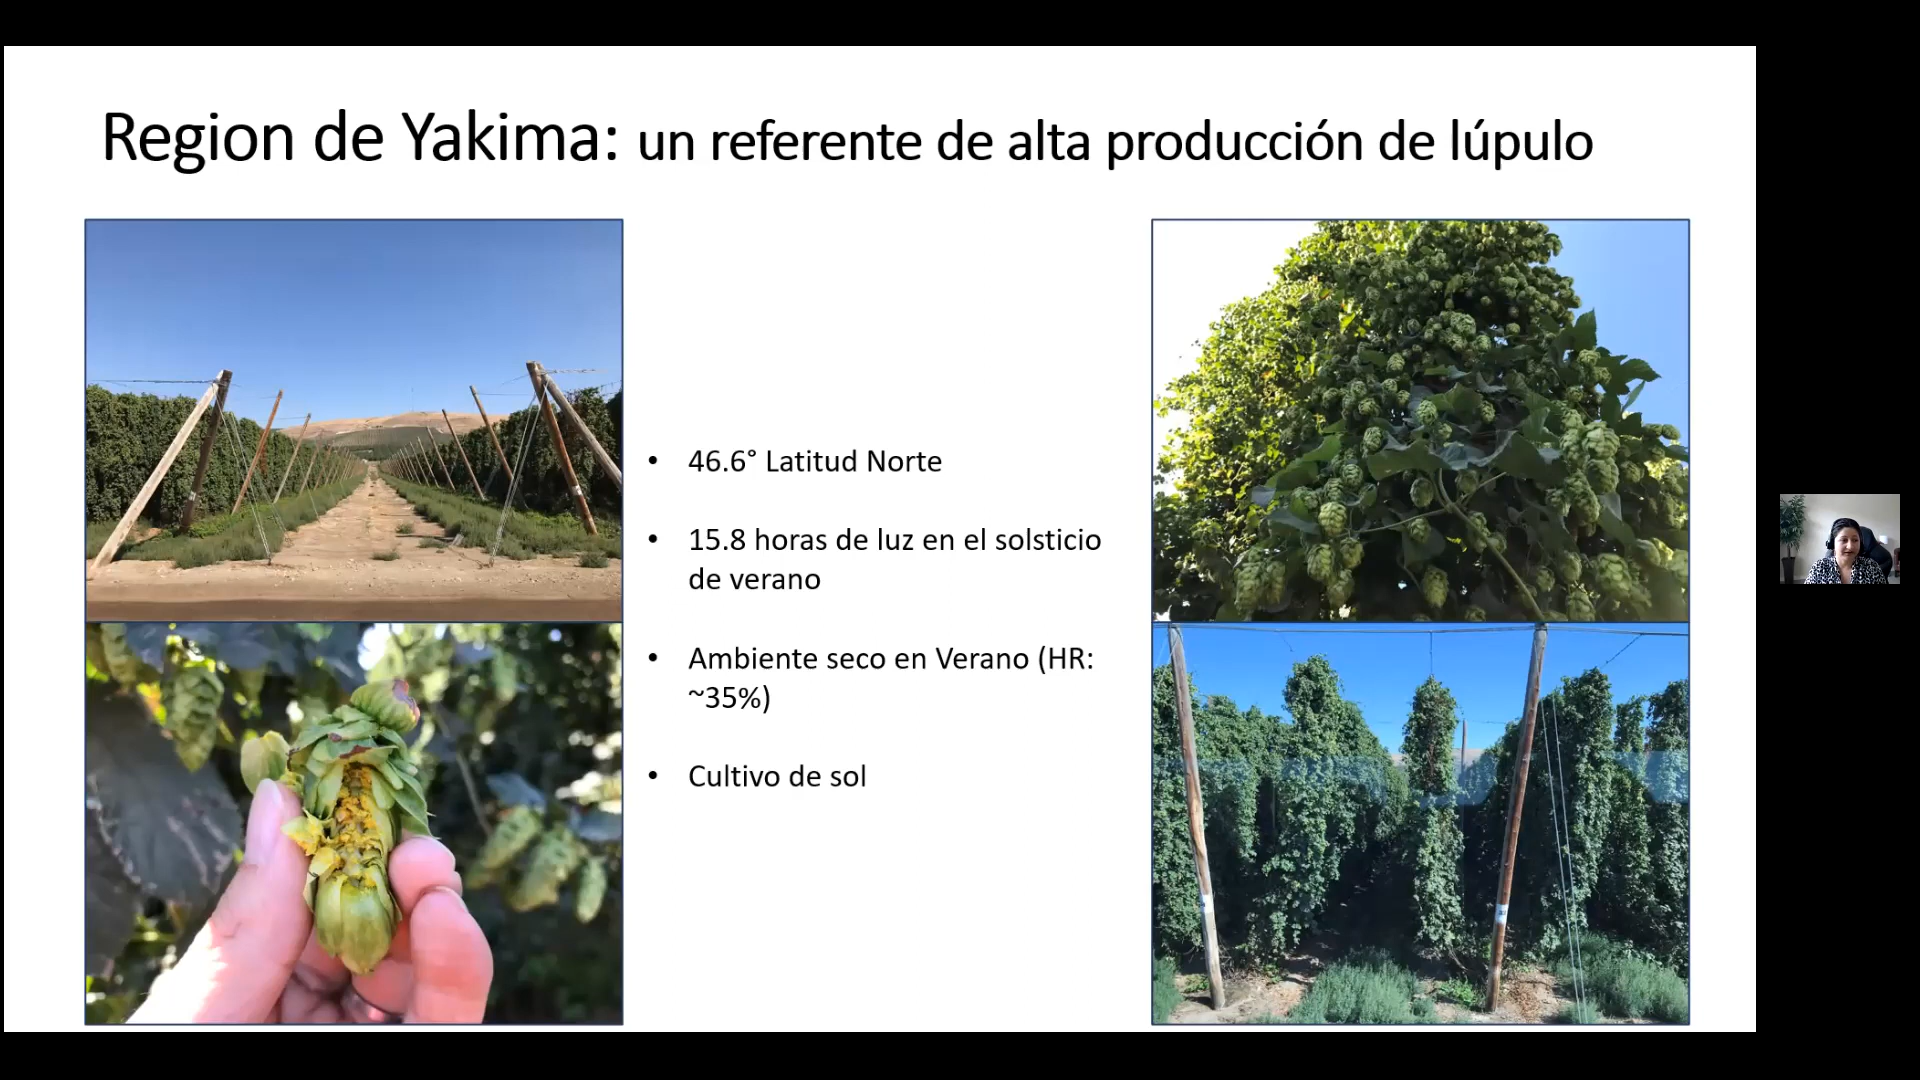 Region de Yakima: un referente de alta producción de lúpulo
• 46.6° Latitud Norte
• 15.8 horas de luz en el solsticio
de verano
• Ambiente seco en Verano (HR:
~35%)
• Cultivo de sol